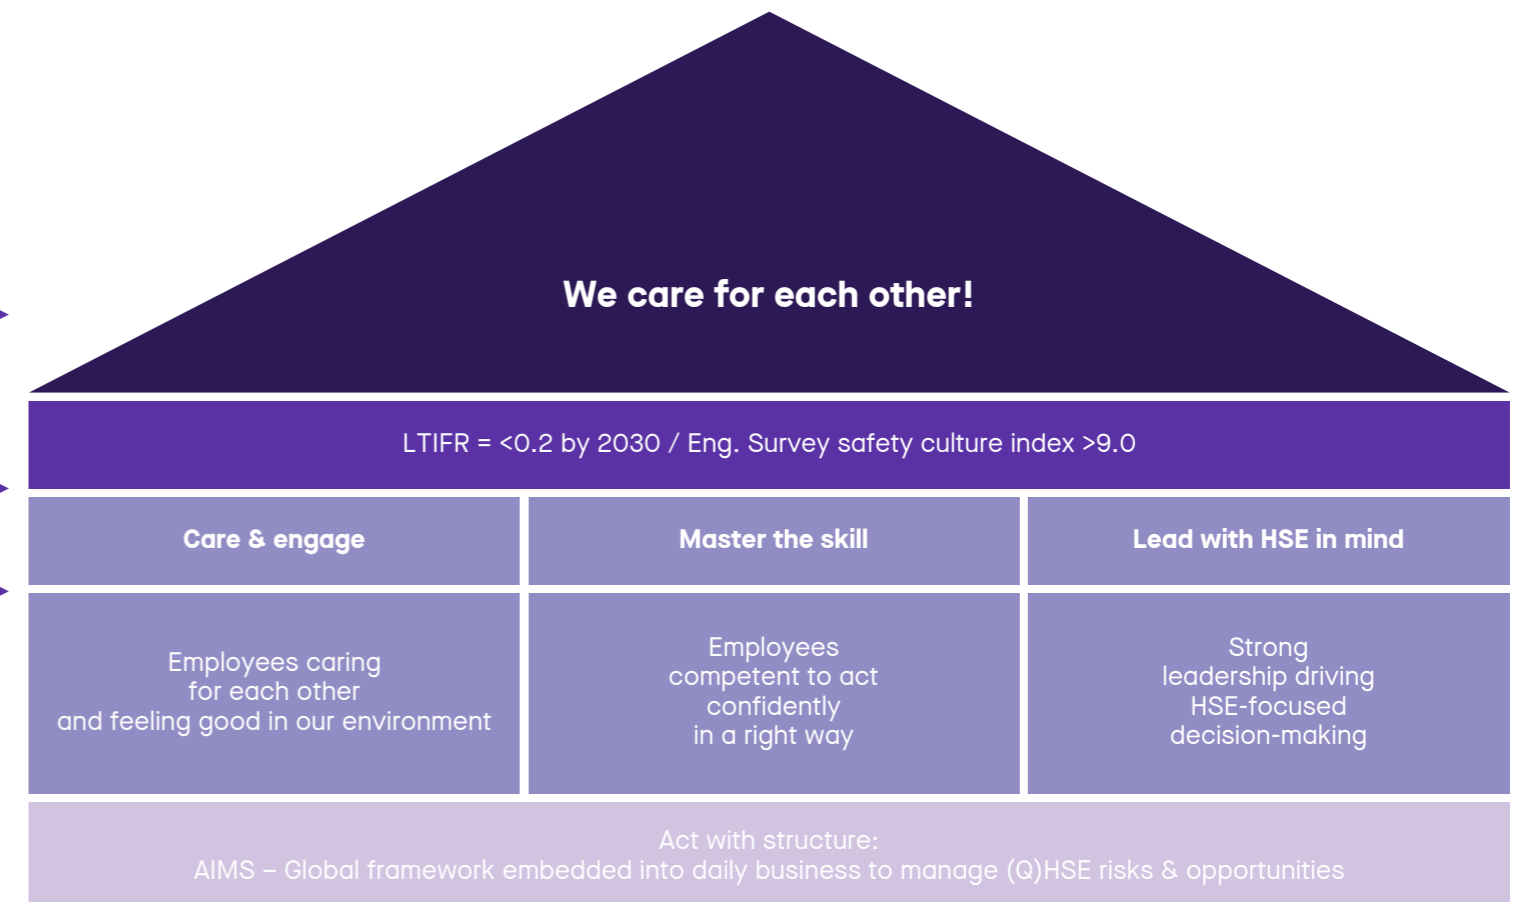 We care for each other!
LTIFR = <0.2 by 2030 / Eng. Survey safety culture index >9.0
Care & engage
Master the skill
Lead with HSE in mind
Employees caring
for each other
and feeling good in our environment
Employees
competent to act
confidently
in a right way
Strong
leadership driving
HSE-focused
decision-making
Act with structure:
AIMS – Global framework embedded into daily business to manage (Q)HSE risks & opportunities